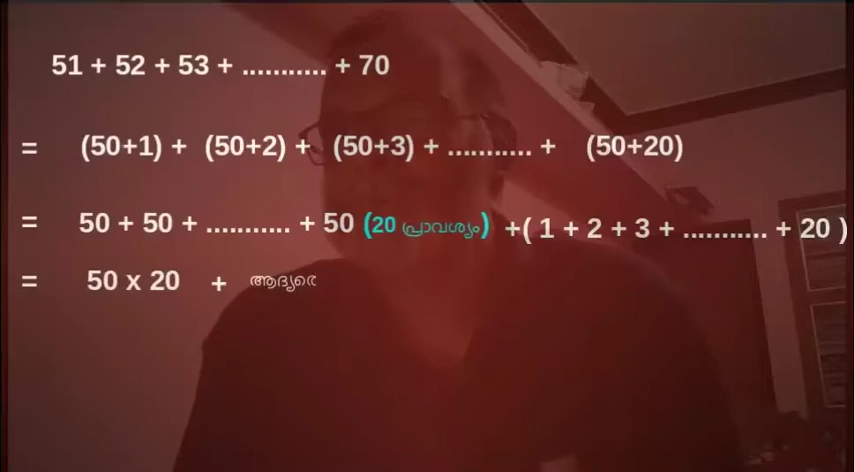 51 + 52 + 53 + ........... + 70
= (50+1) + (50+2) + (50+3) + ........... + (50+20)
= 50 + 50 + ........... + 50 (20 പ്രാവശ്യം) +( 1 + 2 + 3 + ........... + 20 )
= 50 x 20 + ആദ്യരെ